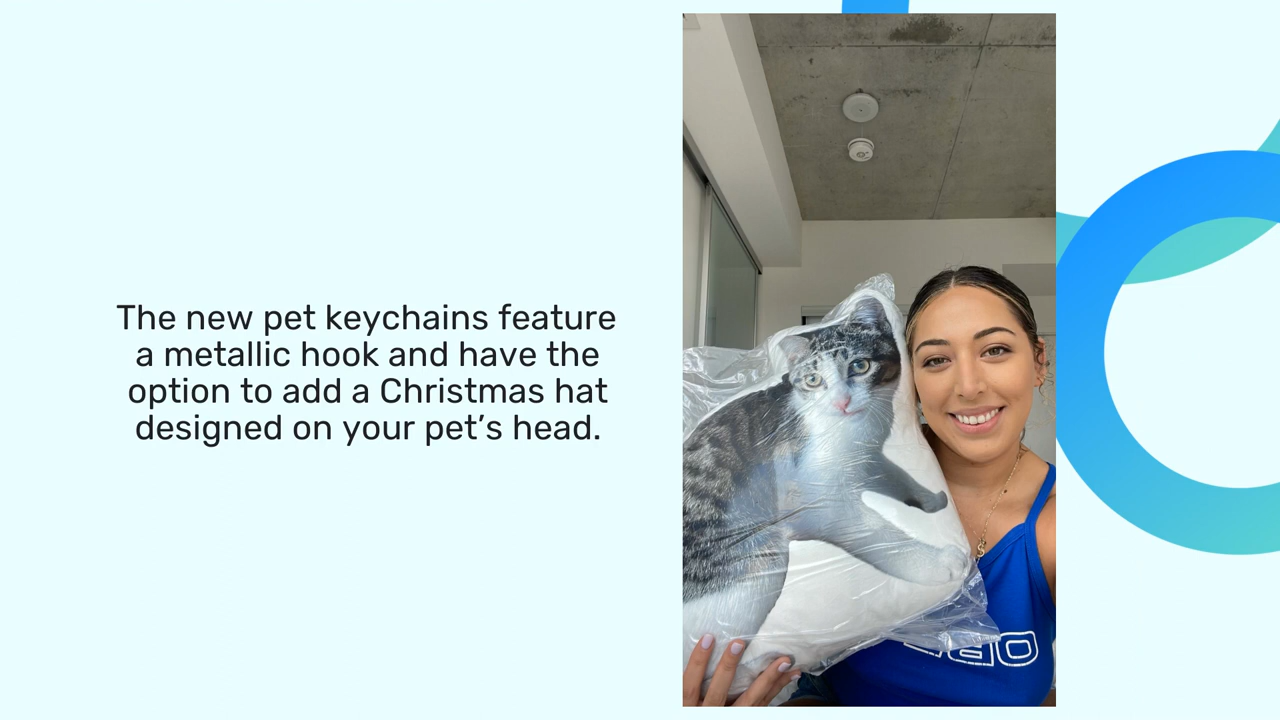 The new pet keychains feature
a metallic hook and have the
option to add a Christmas hat
designed on your pet’s head.